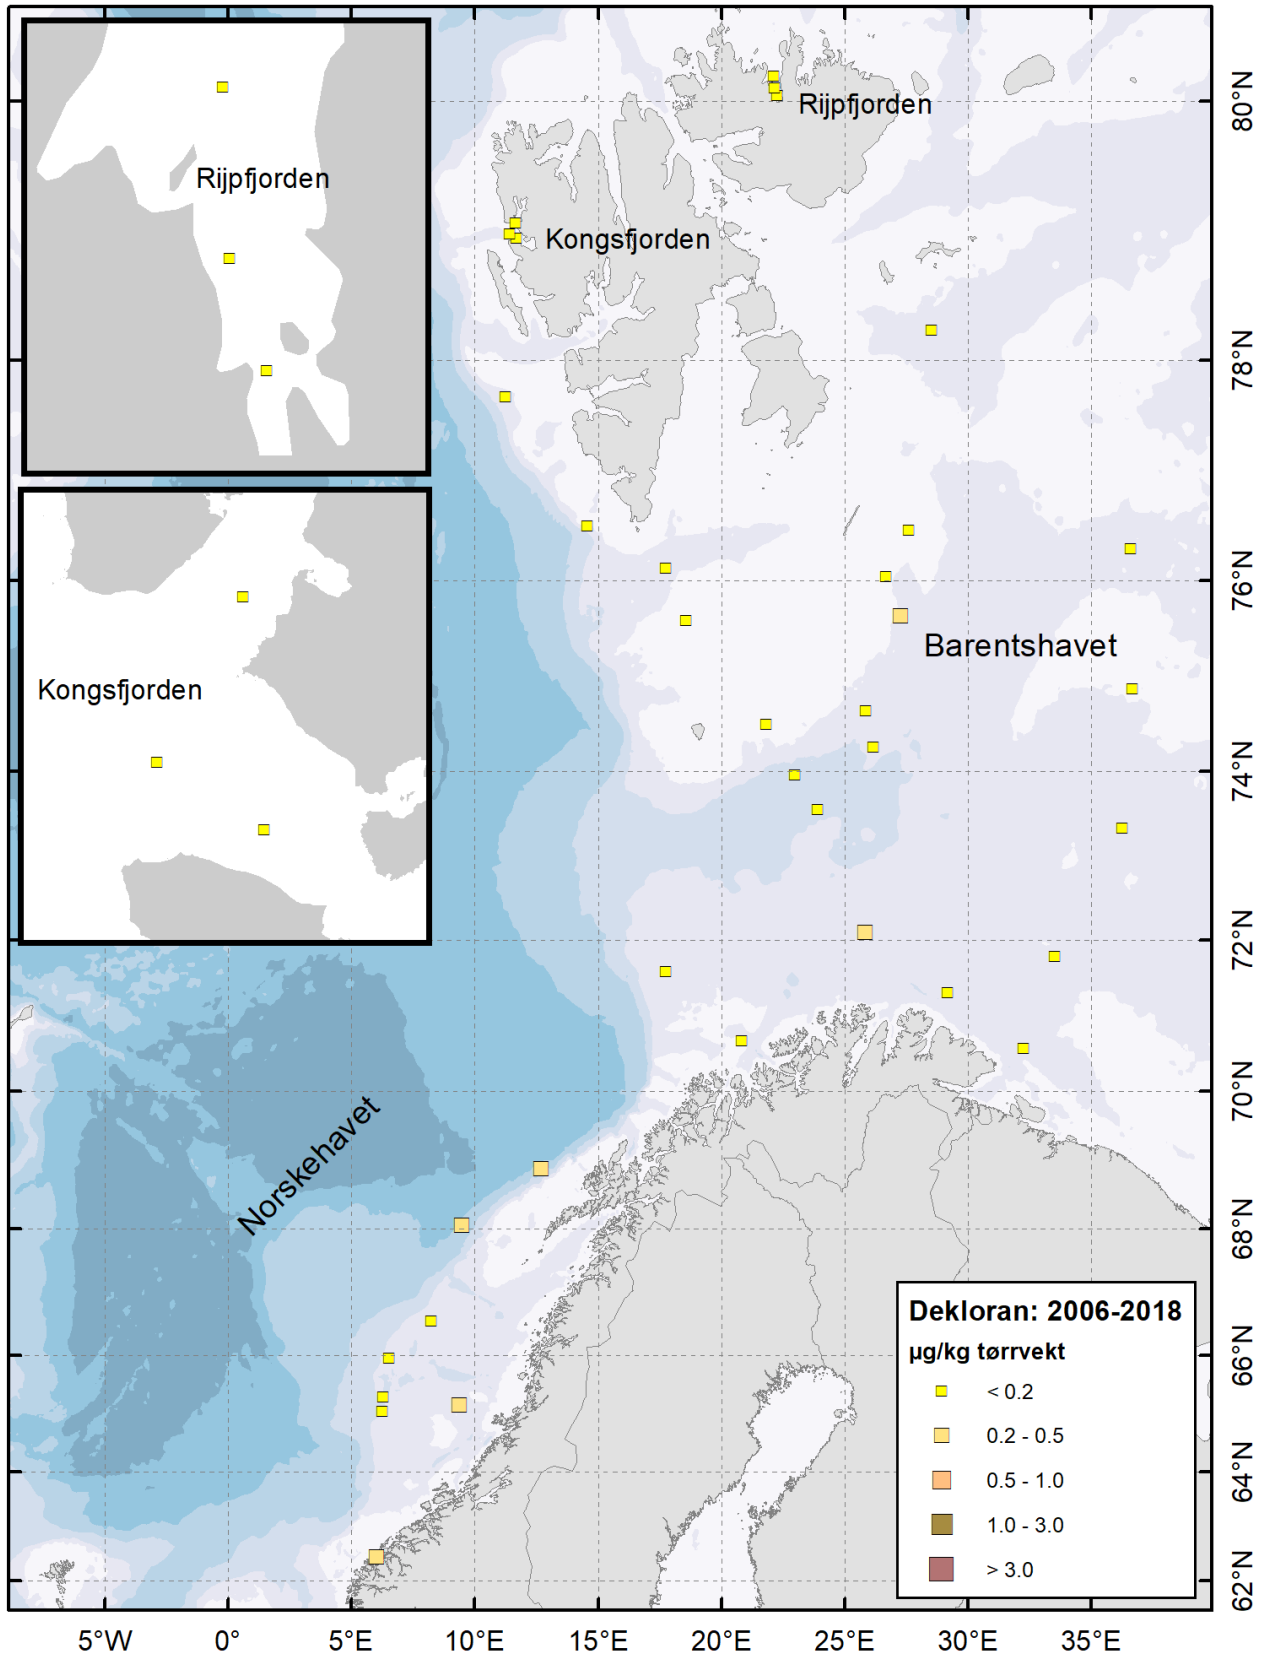 Rijpfjorden
Kongsfjorden
Rijpfjorden
Kongsfjorden
Barentshavet
Norskehavet
80°N
78°N
76°N
74°N
72°N
70°N
68°N
66°N
64°N
62°N
Dekloran: 2006-2018
µg/kg tørrvekt
< 0.2
0.2 - 0.5
0.5 - 1.0
1.0 - 3.0
> 3.0
5°W 0° 5°E 10°E 15°E 20°E 25°E 30°E 35°E